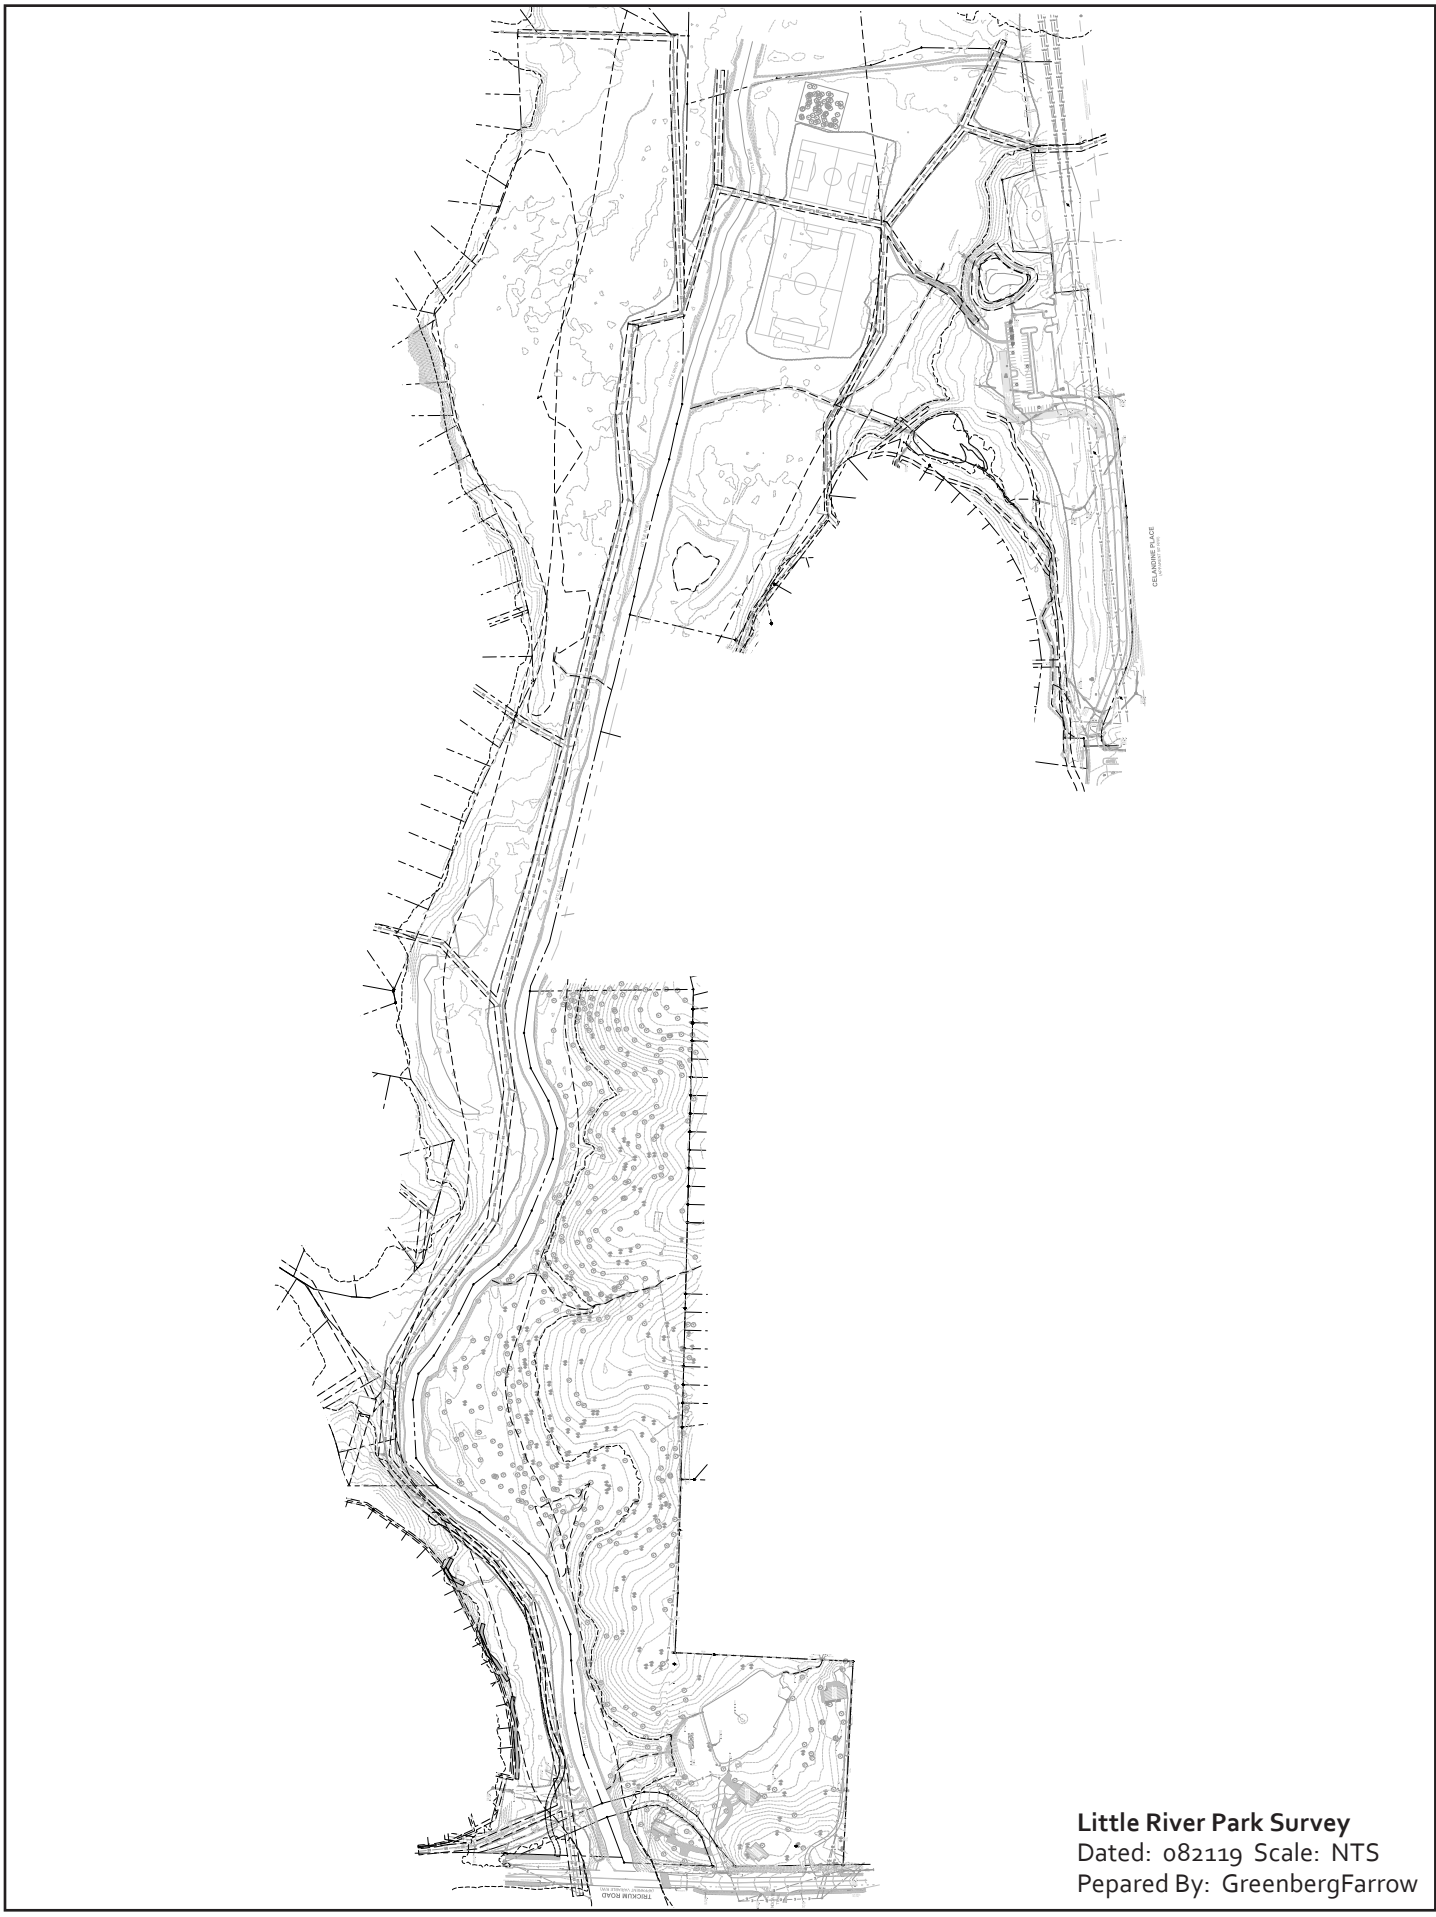 CELANDINE PLACE
TRICKUM ROAD
Little River Park Survey
Dated: 082119 Scale: NTS
Pepared By: GreenbergFarrow